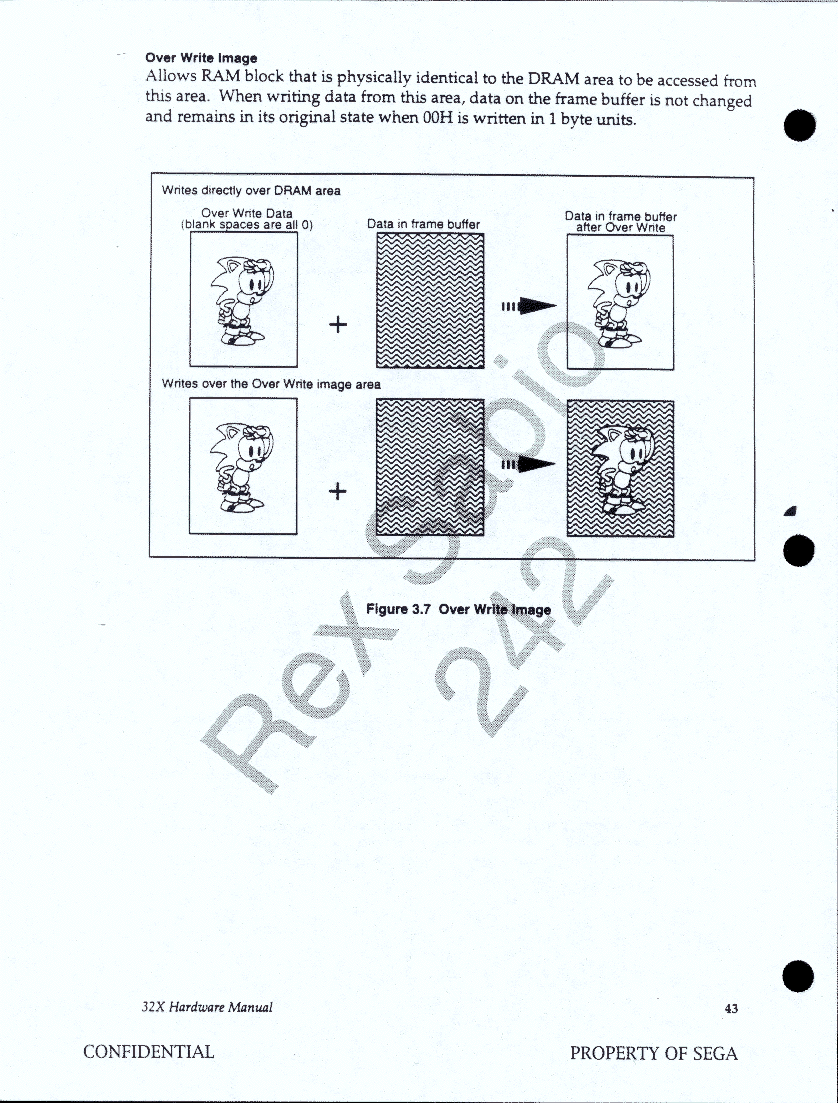 Over Write Image
Allows RAM block that is physically identical to the DRAM area to be accessed from
this area. When writing data from this area, data on the frame buffer is not changed
and remains in its original state when 00H is written in 1 byte units.
Writes directly over DRAM area
Over Write Data
(blank spaces are all 0)
Data in frame buffer
Data in frame buffer
after Over Write
+
Writes over the Over Write image area
+
Figure 3.7 Over Write Image
Rex Sabio
242
32X Hardware Manual
43
CONFIDENTIAL
PROPERTY OF SEGA